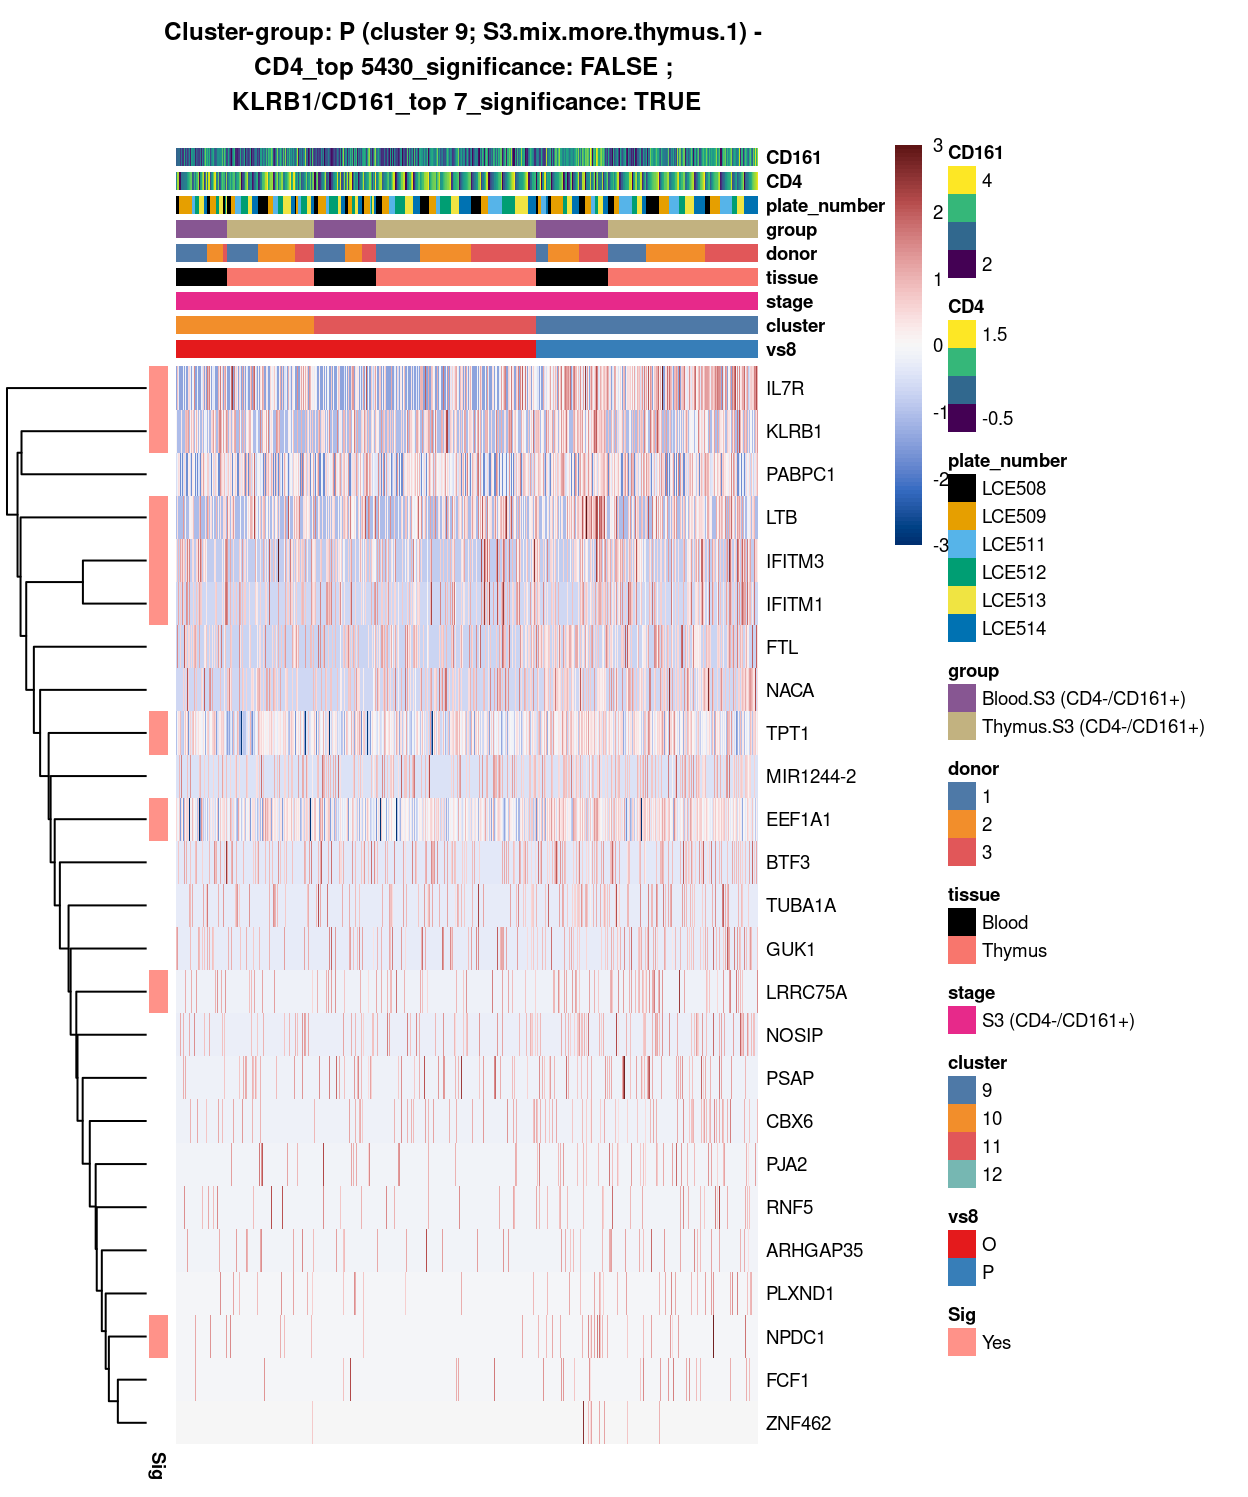 Cluster-group: P (cluster 9; S3.mix.more.thymus.1) -
CD4_top 5430_significance: FALSE ;
KLRB1/CD161_top 7_significance: TRUE
CD161
CD4
plate_number
group
donor
tissue
stage
cluster
vs8
IL7R
KLRB1
PABPC1
LTB
IFITM3
IFITM1
FTL
NACA
TPT1
MIR1244-2
EEF1A1
BTF3
TUBA1A
GUK1
LRRC75A
NOSIP
PSAP
CBX6
PJA2
RNF5
ARHGAP35
PLXND1
NPDC1
FCF1
ZNF462
Sig
3
2
1
0
-1
-2
-3
CD161
4
2
CD4
1.5
-0.5
plate_number
LCE508
LCE509
LCE511
LCE512
LCE513
LCE514
group
Blood.S3 (CD4-/CD161+)
Thymus.S3 (CD4-/CD161+)
donor
1
2
3
tissue
Blood
Thymus
stage
S3 (CD4-/CD161+)
cluster
9
10
11
12
vs8
O
P
Sig
Yes